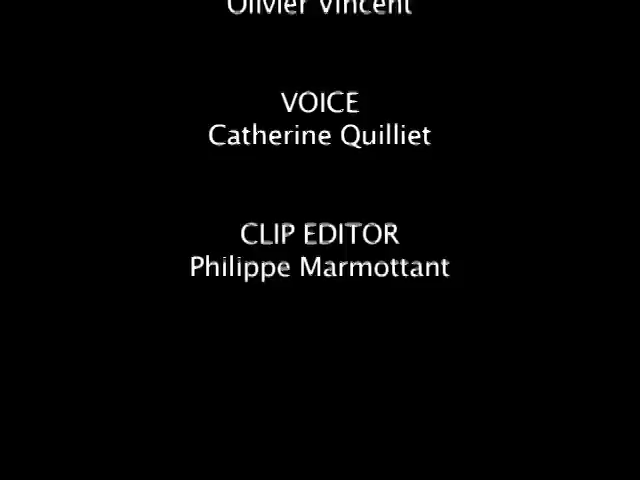 Olivier Vincent
VOICE
Catherine Quilliet
CLIP EDITOR
Philippe Marmottant